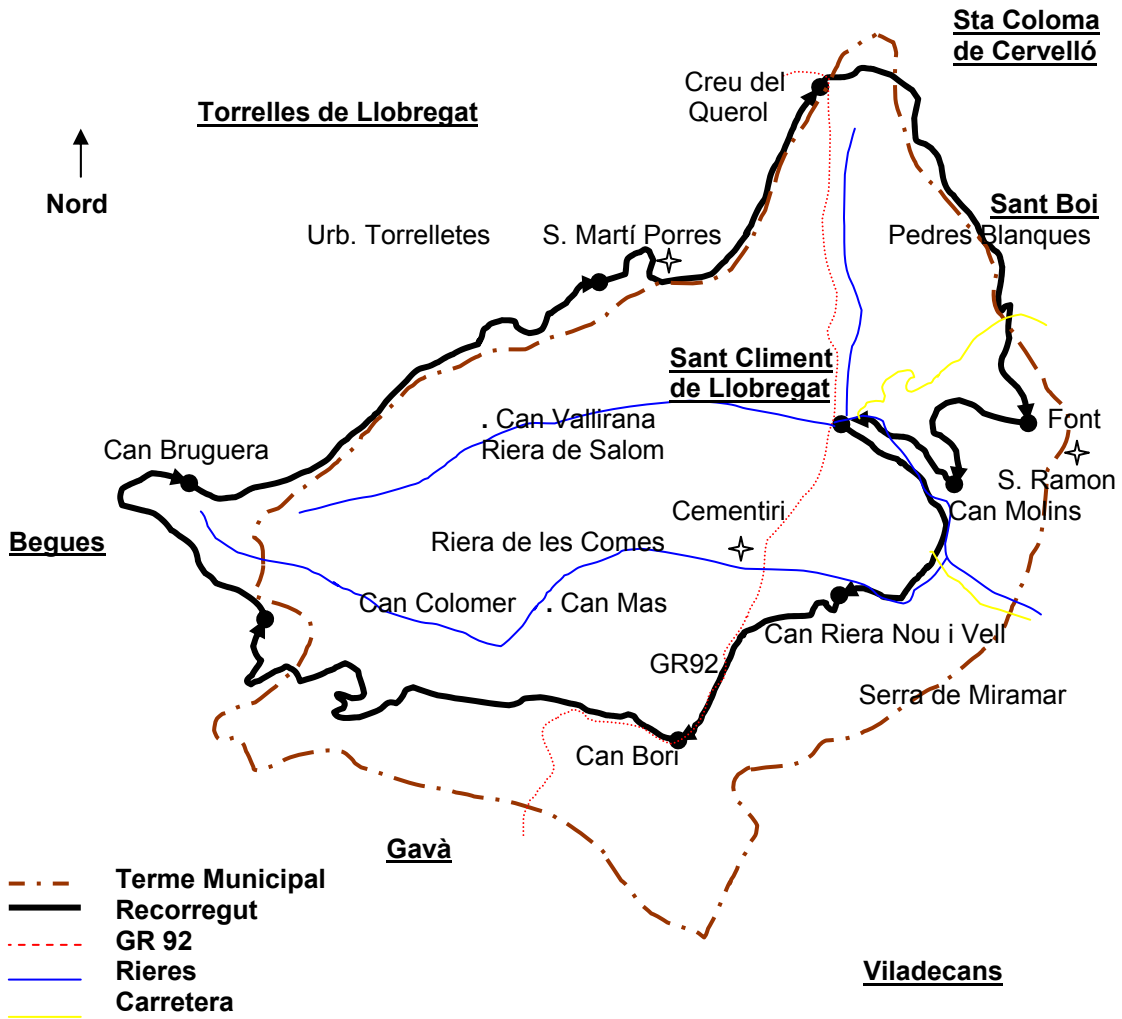 Sta Coloma
de Cervelló
Creu del
Querol
Torrelles de Llobregat
Nord
Sant Boi
Urb. Torrelletes
S. Martí Porres
Pedres Blanques
Sant Climent
de Llobregat
. Can Vallirana
Font
Can Bruguera
Riera de Salom
S. Ramon
Cementiri
Can Molins
Begues
Riera de les Comes
Can Colomer
. Can Mas
Can Riera Nou i Vell
GR92
Serra de Miramar
Can Bori
Gavà
Terme Municipal
Recorregut
GR 92
Rieres
Viladecans
Carretera